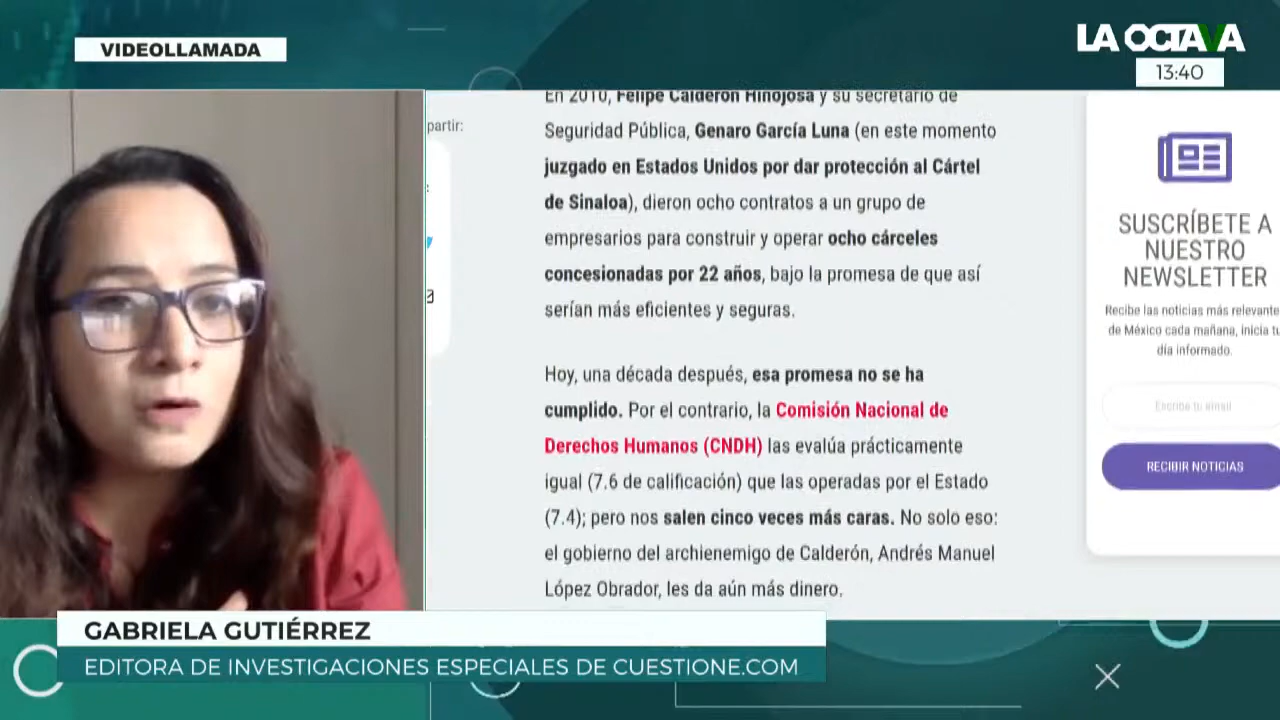 VIDEOLLAMADA
LA OCTAVA
13:40
partir:
En 2010, Felipe Calderón Hinojosa y su secretario de
Seguridad Pública, Genaro García Luna (en este momento
juzgado en Estados Unidos por dar protección al Cártel
de Sinaloa), dieron ocho contratos a un grupo de
empresarios para construir y operar ocho cárceles
concesionadas por 22 años, bajo la promesa de que así
serían más eficientes y seguras.
Hoy, una década después, esa promesa no se ha
cumplido. Por el contrario, la Comisión Nacional de
Derechos Humanos (CNDH) las evalúa prácticamente
igual (7.6 de calificación) que las operadas por el Estado
(7.4); pero nos salen cinco veces más caras. No solo eso:
el gobierno del archienemigo de Calderón, Andrés Manuel
López Obrador, les da aún más dinero.
SUSCRÍBETE A
NUESTRO
NEWSLETTER
Recibe las noticias más relevante
de México cada mañana, inicia tu
día informado.
Escribe tu email
RECIBIR NOTICIAS
GABRIELA GUTIÉRREZ
EDITORA DE INVESTIGACIONES ESPECIALES DE CUESTIONE.COM